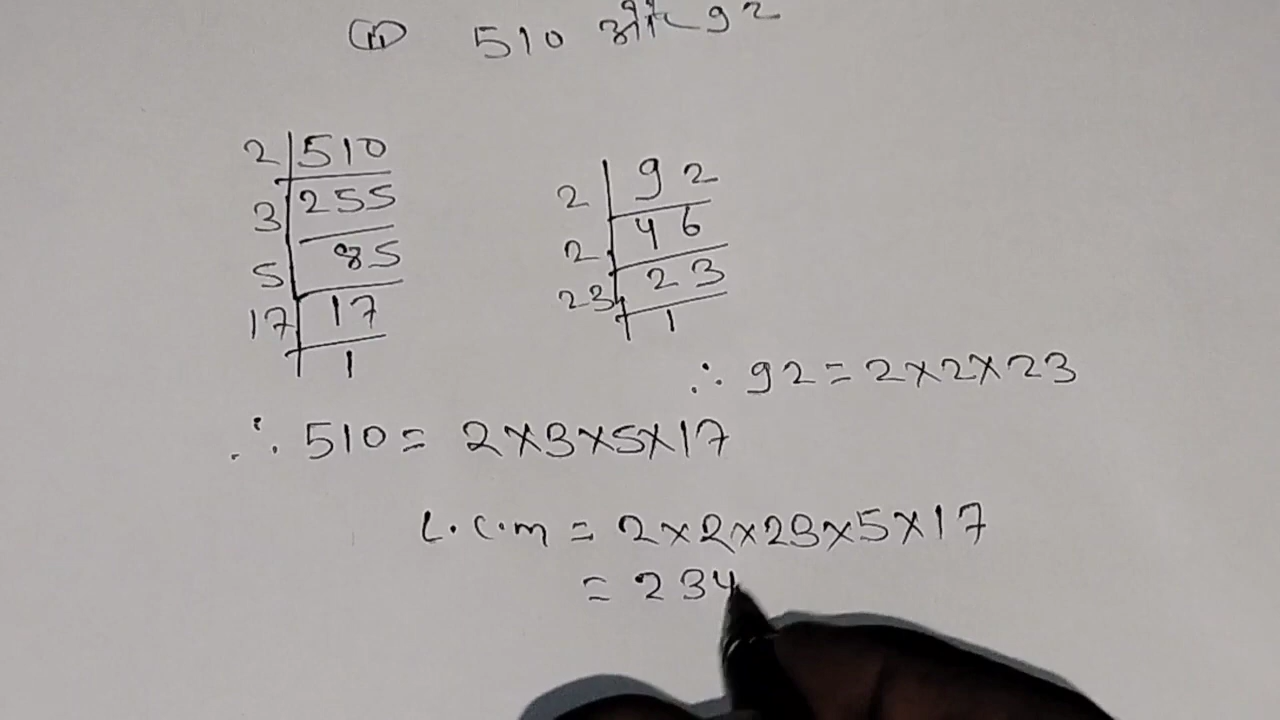 (ii) 510 और 92
2 | 510
3 | 255
5 | 85
17 | 17
1
2 | 92
2 | 46
23 | 23
1
∴ 92 = 2×2×23
∴ 510 = 2×3×5×17
L.C.M = 2×2×23×5×17
= 234